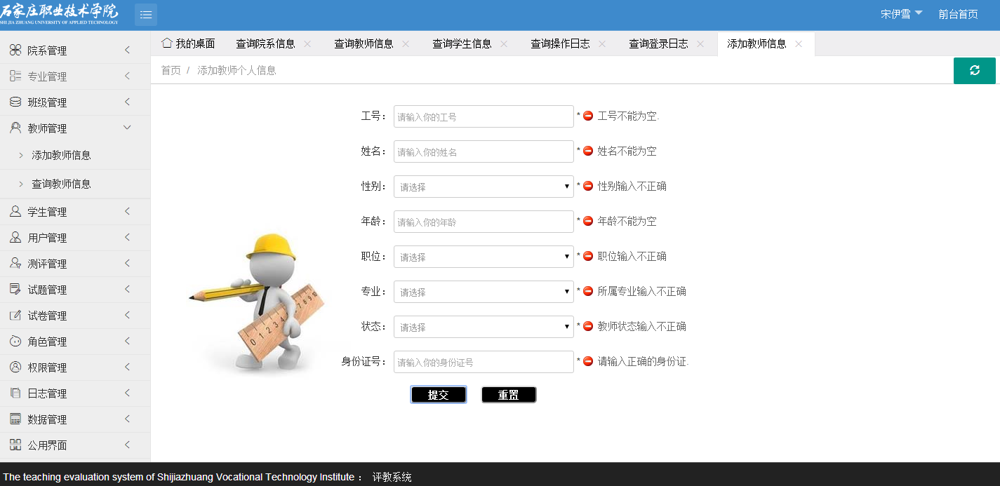 石家庄职业技术学院
SHI JIA ZHUANG UNIVERSITY OF APPLIED TECHNOLOGY
宋伊雪 前台首页
我的桌面 查询院系信息 查询教师信息 查询学生信息 查询操作日志 查询登录日志 添加教师信息
首页 / 添加教师个人信息
院系管理
专业管理
班级管理
教师管理
添加教师信息
查询教师信息
学生管理
用户管理
测评管理
试题管理
试卷管理
角色管理
权限管理
日志管理
数据管理
公用界面
工号： 请输入你的工号 * 工号不能为空.
姓名： 请输入你的姓名 * 姓名不能为空
性别： 请选择 * 性别输入不正确
年龄： 请输入你的年龄 * 年龄不能为空
职位： 请选择 * 职位输入不正确
专业： 请选择 * 所属专业输入不正确
状态： 请选择 * 教师状态输入不正确
身份证号： 请输入你的身份证号 * 请输入正确的身份证.
提交 重置
0 1 2 3 4 7 8 9
The teaching evaluation system of Shijiazhuang Vocational Technology Institute： 评教系统